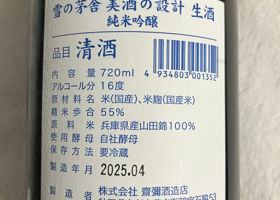 雪の茅舎 美酒の設計 生酒
純米吟醸
品目 清酒
内容量 720ml
アルコール分 16度
原材料名 米(国産)、米麹(国産米)
精米歩合 55%
原料米 兵庫県産山田錦100%
使用酵母 自社酵母
保存方法 要冷蔵
製造年月 2025.04
製造者 株式会社 齋彌酒造店
4 934803 001352